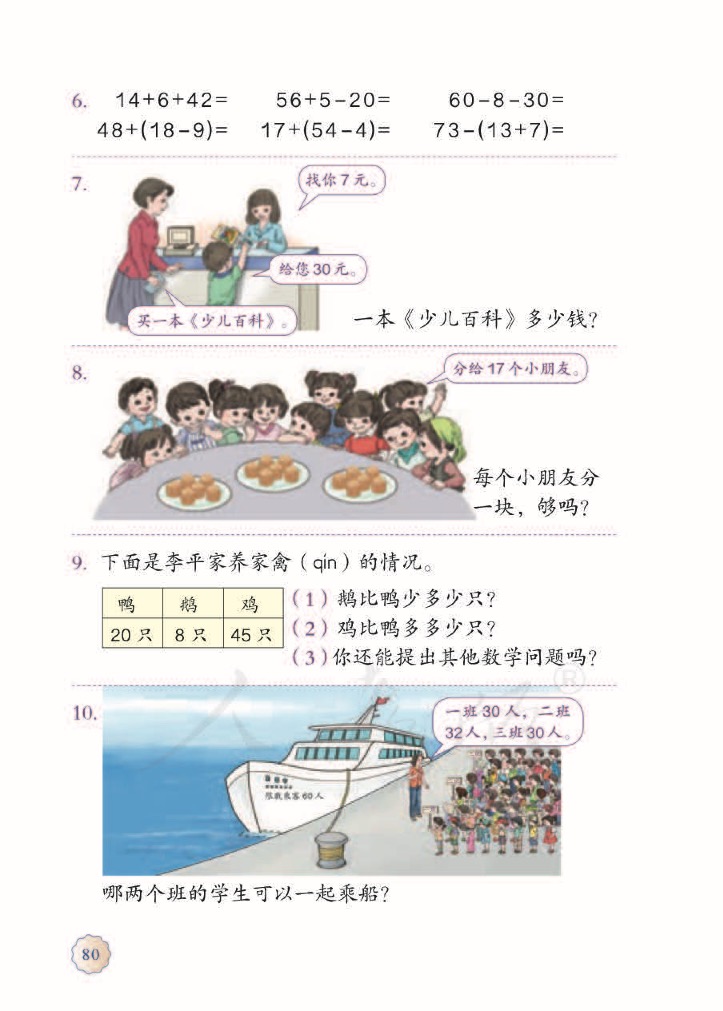 6. 14+6+42= 56+5-20= 60-8-30=
48+(18-9)= 17+(54-4)= 73-(13+7)=
7.
找你7元。
给您30元。
买一本《少儿百科》。
一本《少儿百科》多少钱?
8.
分给17个小朋友。
每个小朋友分
一块,够吗?
9. 下面是李平家养家禽(qín)的情况。
鸭 鹅 鸡
20只 8只 45只
(1)鹅比鸭少多少只?
(2)鸡比鸭多多少只?
(3)你还能提出其他数学问题吗?
10.
一班30人,二班
32人,三班30人。
限载乘客60人
哪两个班的学生可以一起乘船?
80